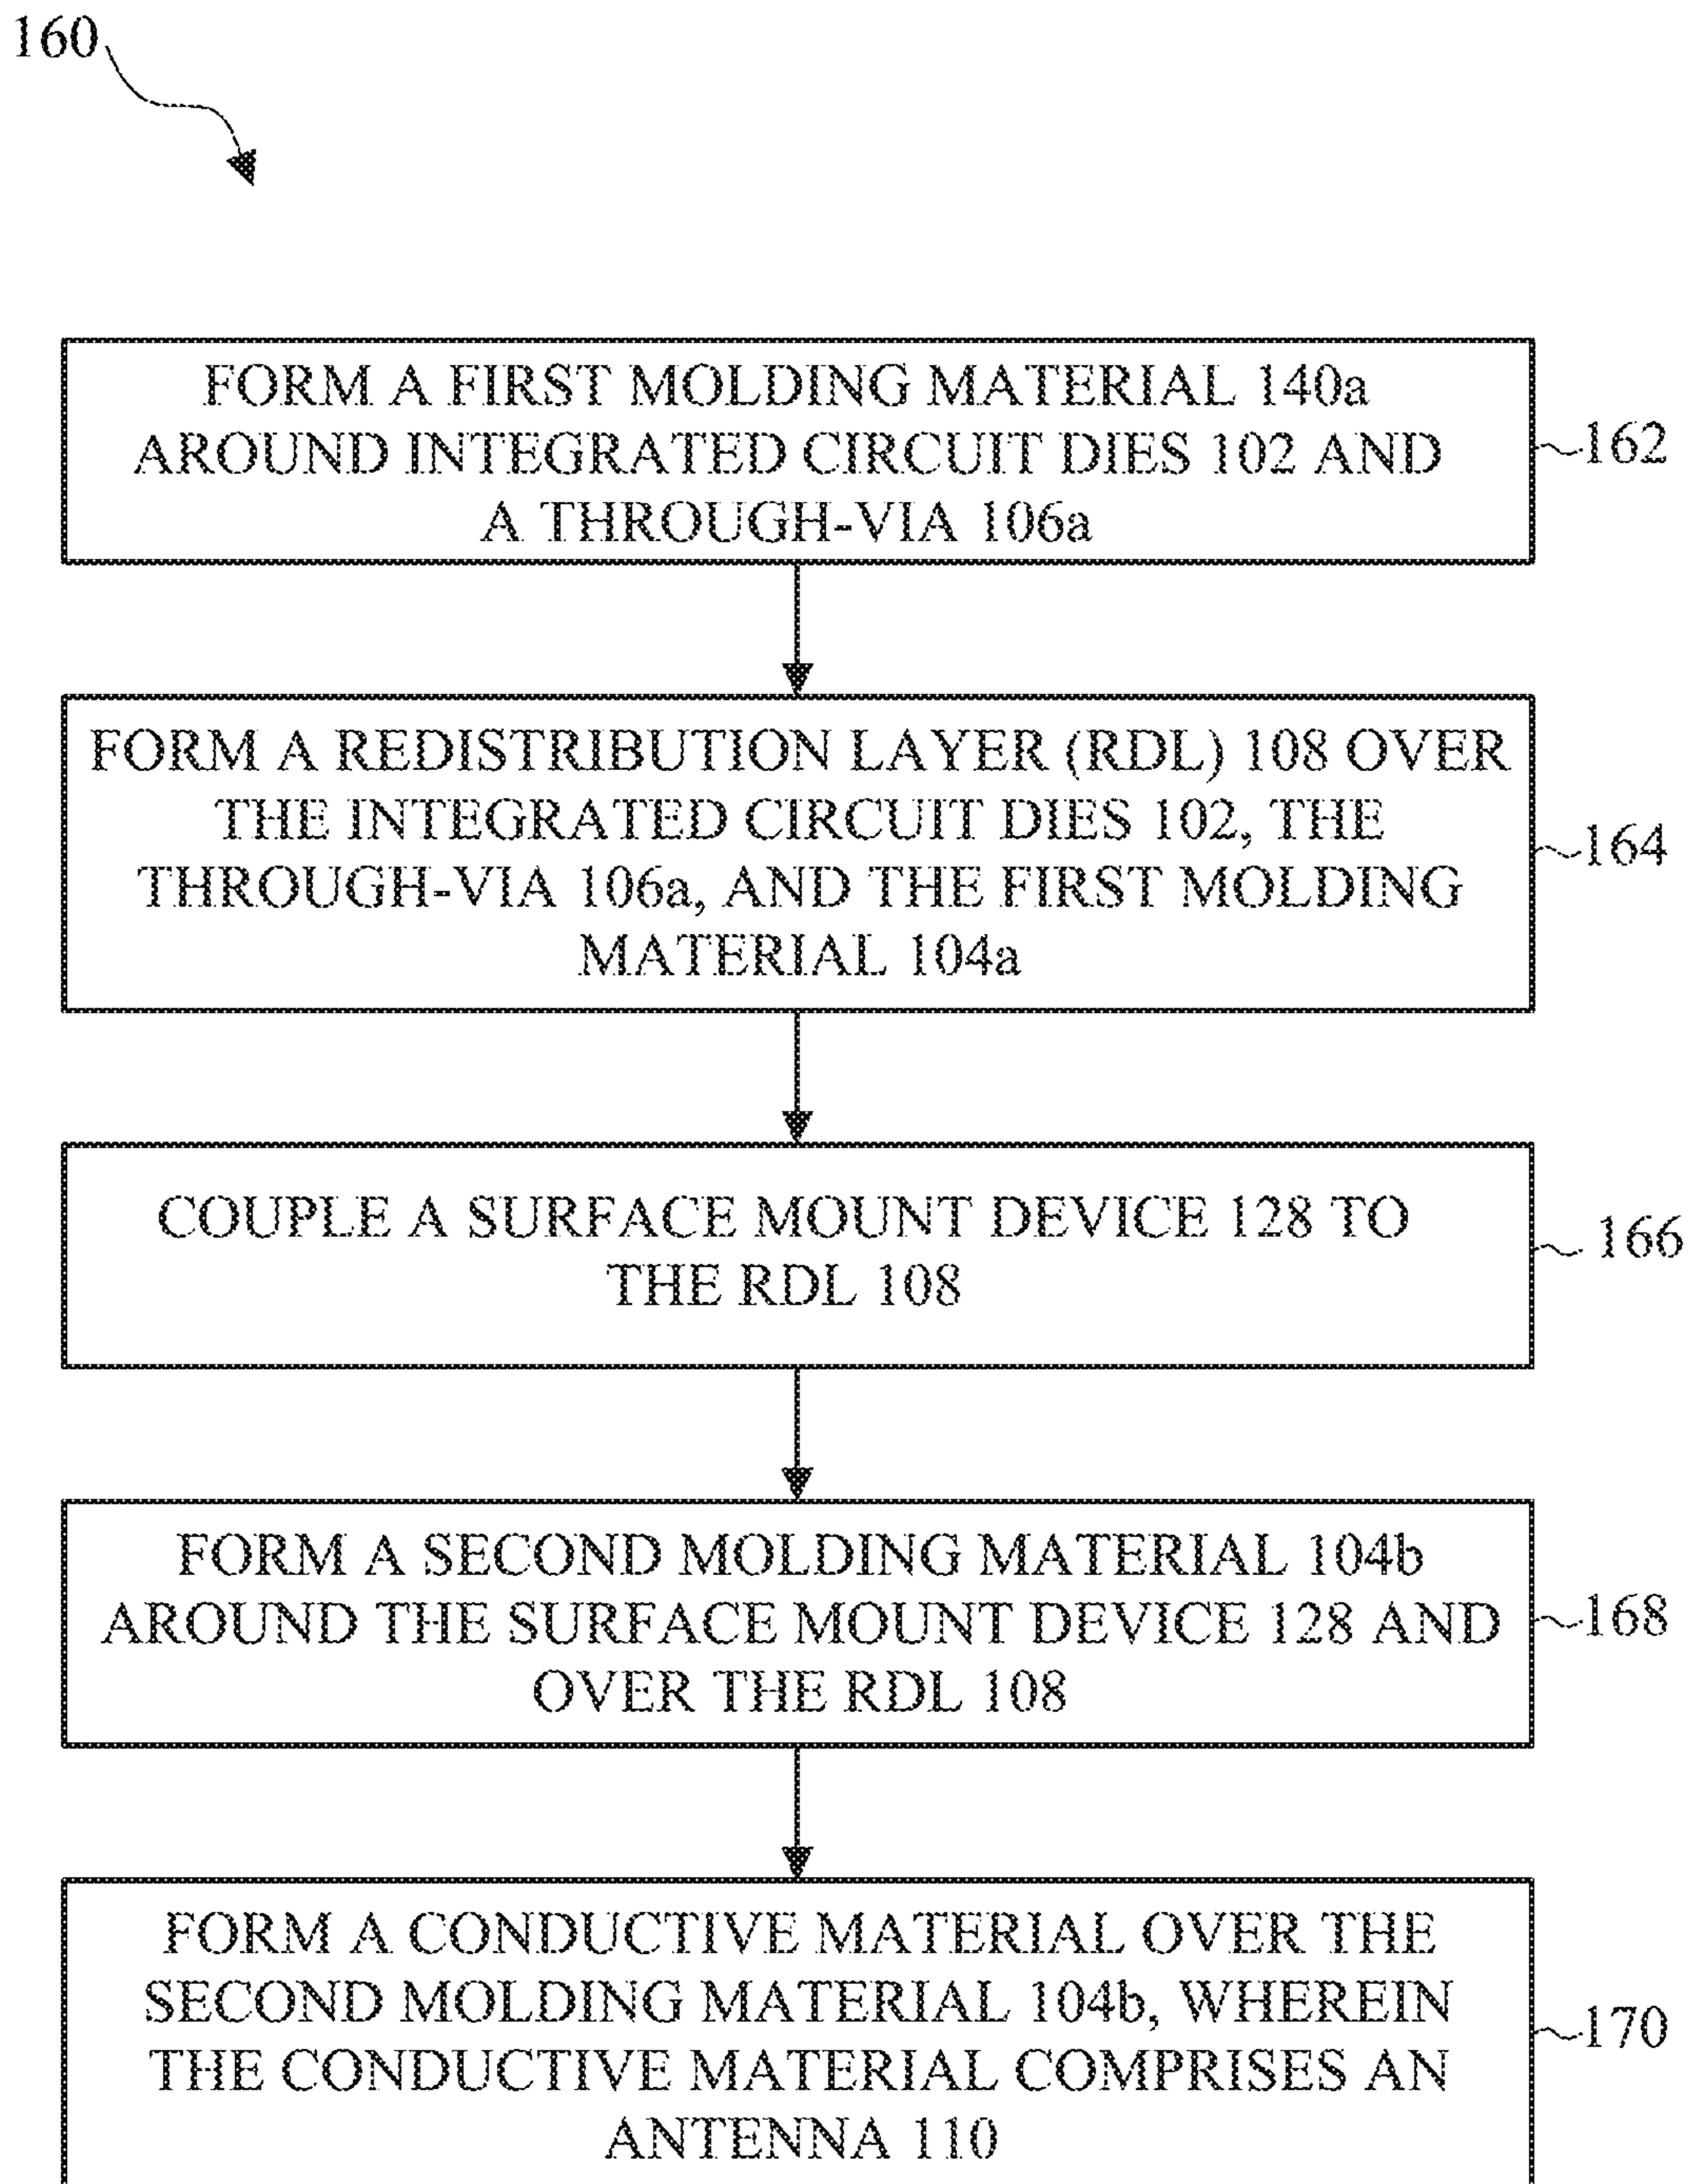 160
FORM A FIRST MOLDING MATERIAL 140a
AROUND INTEGRATED CIRCUIT DIES 102 AND
A THROUGH-VIA 106a
162
FORM A REDISTRIBUTION LAYER (RDL) 108 OVER
THE INTEGRATED CIRCUIT DIES 102, THE
THROUGH-VIA 106a, AND THE FIRST MOLDING
MATERIAL 104a
164
COUPLE A SURFACE MOUNT DEVICE 128 TO
THE RDL 108
166
FORM A SECOND MOLDING MATERIAL 104b
AROUND THE SURFACE MOUNT DEVICE 128 AND
OVER THE RDL 108
168
FORM A CONDUCTIVE MATERIAL OVER THE
SECOND MOLDING MATERIAL 104b, WHEREIN
THE CONDUCTIVE MATERIAL COMPRISES AN
ANTENNA 110
170